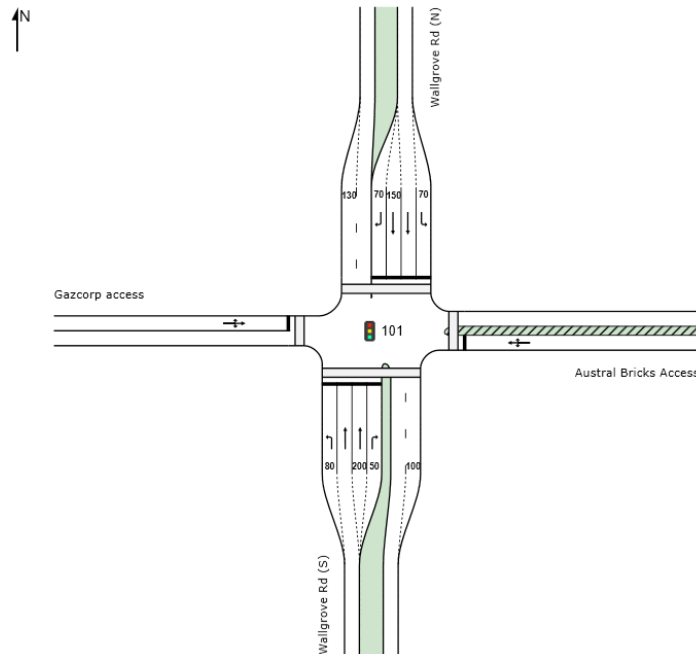 N
Wallgrove Rd (N)
130
70
150
70
Gazcorp access
101
Austral Bricks Access
80
200
50
100
Wallgrove Rd (S)